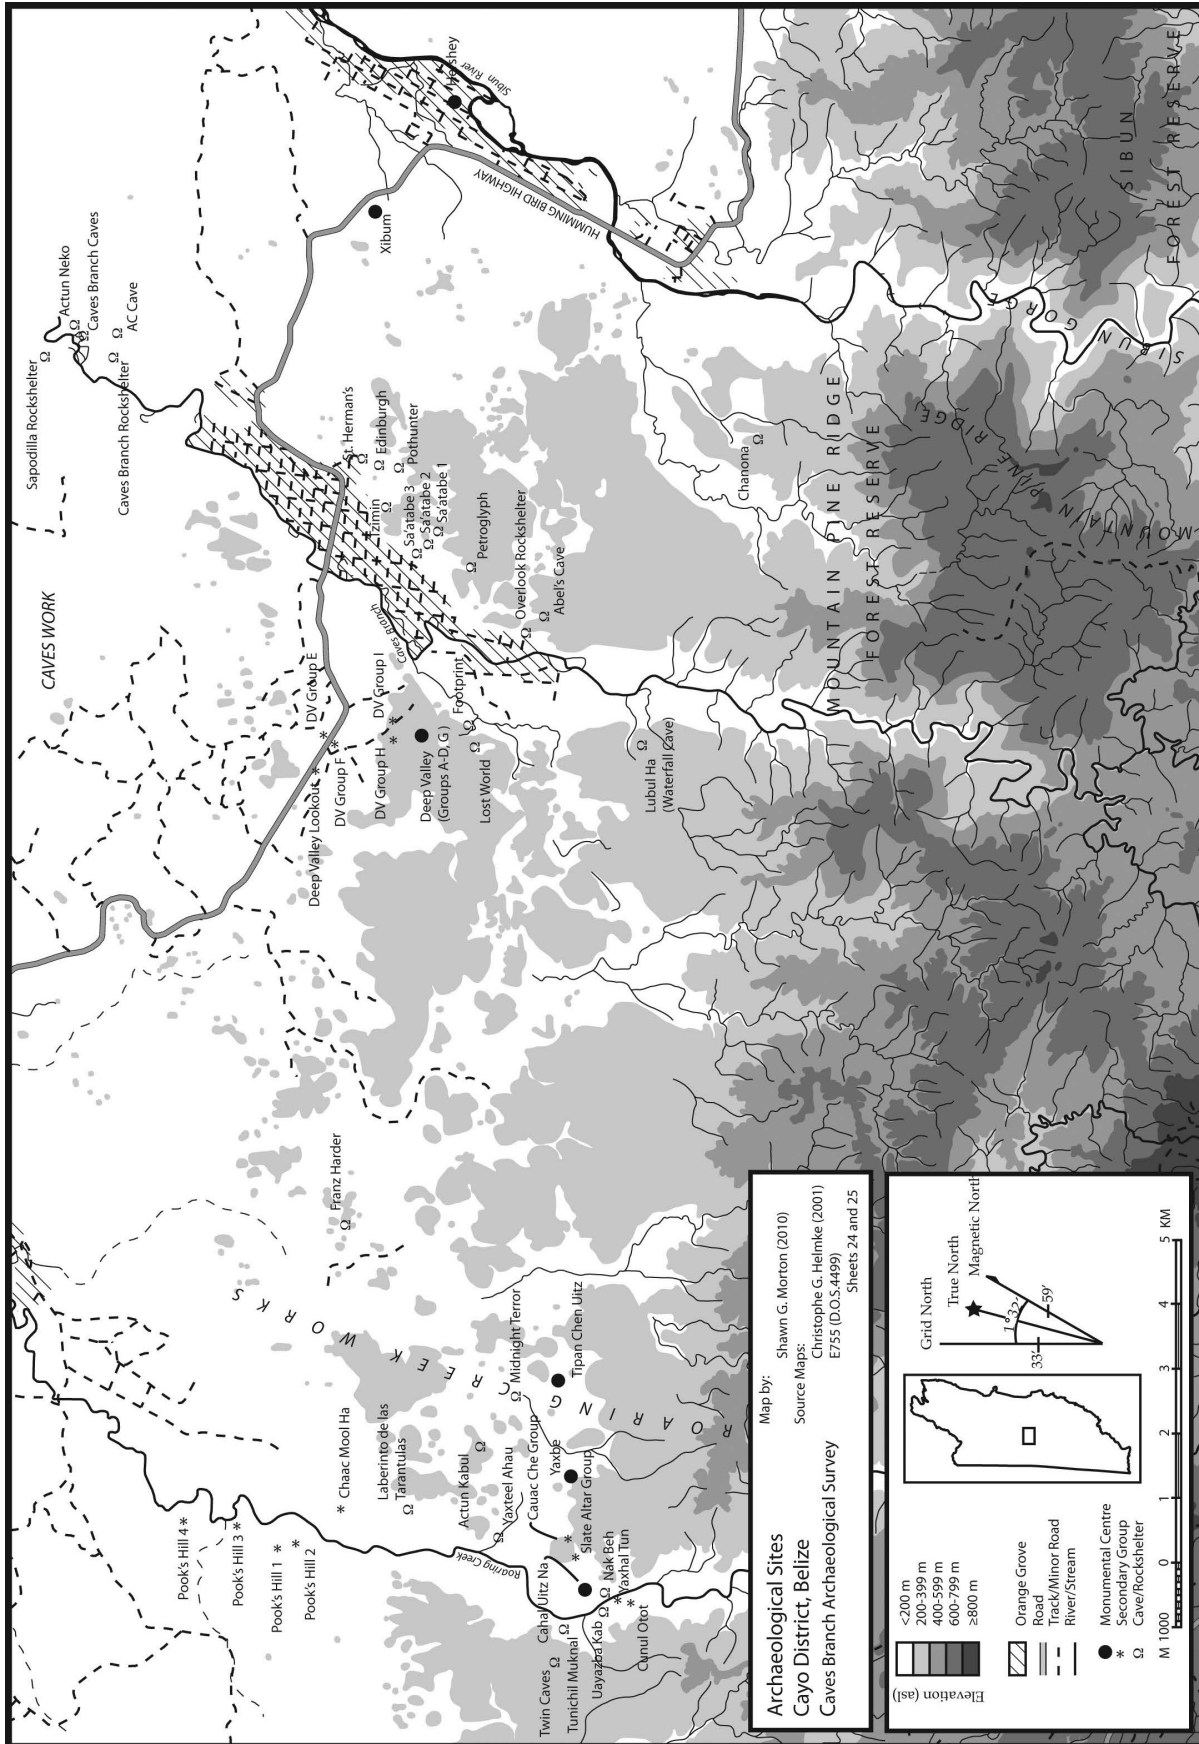 Sapodilla Rockshelter
Actun Neko
Caves Branch Caves
AC Cave
Caves Branch Rockshelter
CAVES WORK
Hershey
Sibun River
Xibum
HUMMING BIRD HIGHWAY
St. Herman's
Edinburgh
Pothunter
Tzimin
Sa'atabe 3
Sa'atabe 2
Sa'atabe 1
Petroglyph
Overlook Rockshelter
Abel's Cave
Caves Branch
Chanona
DV Group E
DV Group F
Deep Valley Lookout
DV Group I
DV Group H
Deep Valley
(Groups A-D, G)
Footprint
Lost World
Lubul Ha
(Waterfall Cave)
MOUNTAIN PINE RIDGE
FOREST RESERVE
MOUNTAIN PINE RIDGE
SIBUN GORGE
SIBUN
FOREST RESERVE
Franz Harder
ROARING CREEK WORKS
Pook's Hill 4
Pook's Hill 3
Pook's Hill 1
Pook's Hill 2
Chaac Mool Ha
Laberinto de las
Tarantulas
Actun Kabul
Yaxteel Ahau
Midnight Terror
Tipan Chen Uitz
Cauac Che Group
Yaxbe
Slate Altar Group
Roaring Creek
Cahal Uitz Na
Nak Beh
Yaxhal Tun
Twin Caves
Tunichil Muknal
Uayazba Kab
Cunul Otot
Archaeological Sites
Cayo District, Belize
Caves Branch Archaeological Survey
Map by:
Shawn G. Morton (2010)
Source Maps:
Christophe G. Helmke (2001)
E755 (D.O.S.4499)
Sheets 24 and 25
Elevation (asl)
<200 m
200-399 m
400-599 m
600-799 m
≥800 m
Orange Grove
Road
Track/Minor Road
River/Stream
Monumental Centre
Secondary Group
Cave/Rockshelter
Grid North
True North
Magnetic North
1°32'
59'
33'
M 1000 0 1 2 3 4 5 KM